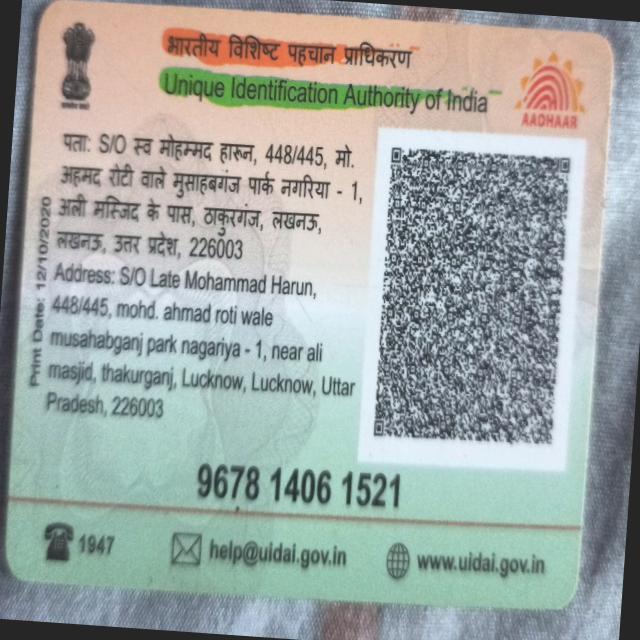 भारतीय विशिष्ट पहचान प्राधिकरण
Unique Identification Authority of India
AADHAAR
पता: S/O स्व मोहम्मद हारुन, 448/445, मो.
अहमद रोटी वाले मुसाहबगंज पार्क नगरिया - 1,
अली मस्जिद के पास, ठाकुरगंज, लखनऊ,
लखनऊ, उत्तर प्रदेश, 226003
Address: S/O Late Mohammad Harun,
448/445, mohd. ahmad roti wale
musahabganj park nagariya - 1, near ali
masjid, thakurganj, Lucknow, Lucknow, Uttar
Pradesh, 226003
Print Date: 12/10/2020
9678 1406 1521
1947
help@uidai.gov.in
www.uidai.gov.in